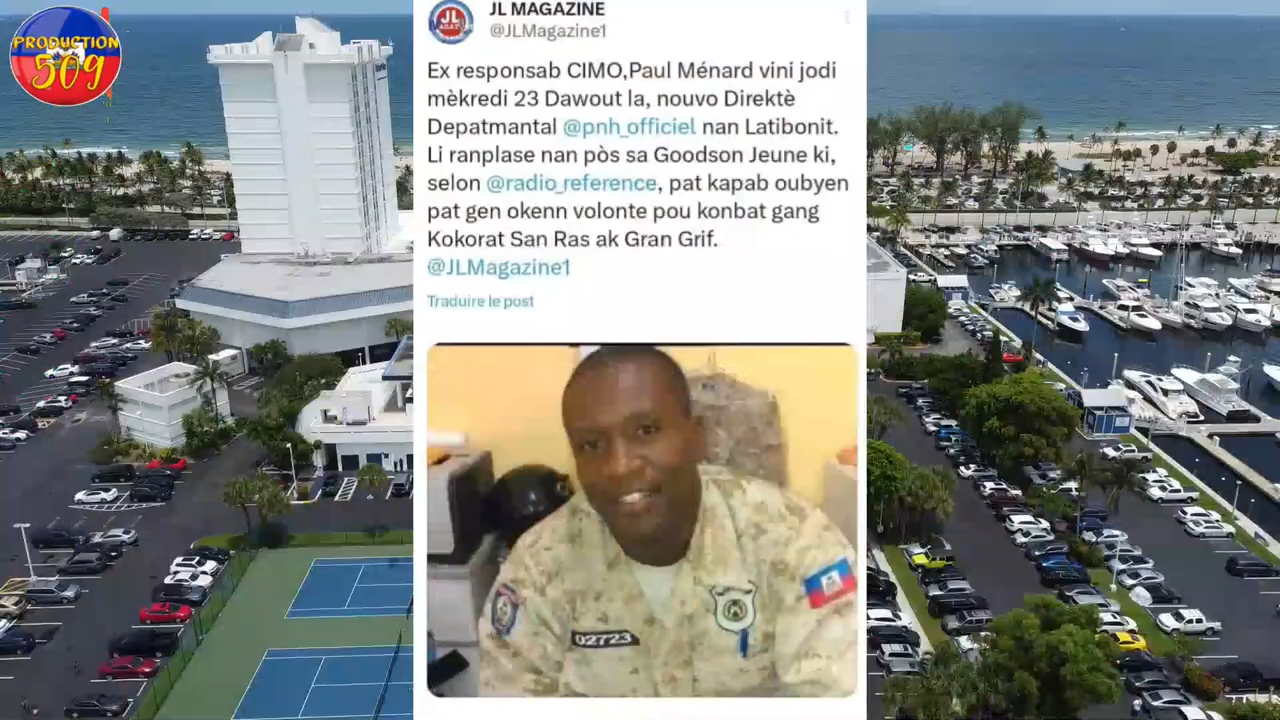 PRODUCTION
509
JL
JL MAGAZINE
@JLMagazine1
Ex responsab CIMO,Paul Ménard vini jodi
mèkredi 23 Dawout la, nouvo Direktè
Depatmantal @pnh_officiel nan Latibonit.
Li ranplase nan pòs sa Goodson Jeune ki,
selon @radio_reference, pat kapab oubyen
pat gen okenn volonte pou konbat gang
Kokorat San Ras ak Gran Grif.
@JLMagazine1
Traduire le post
02723